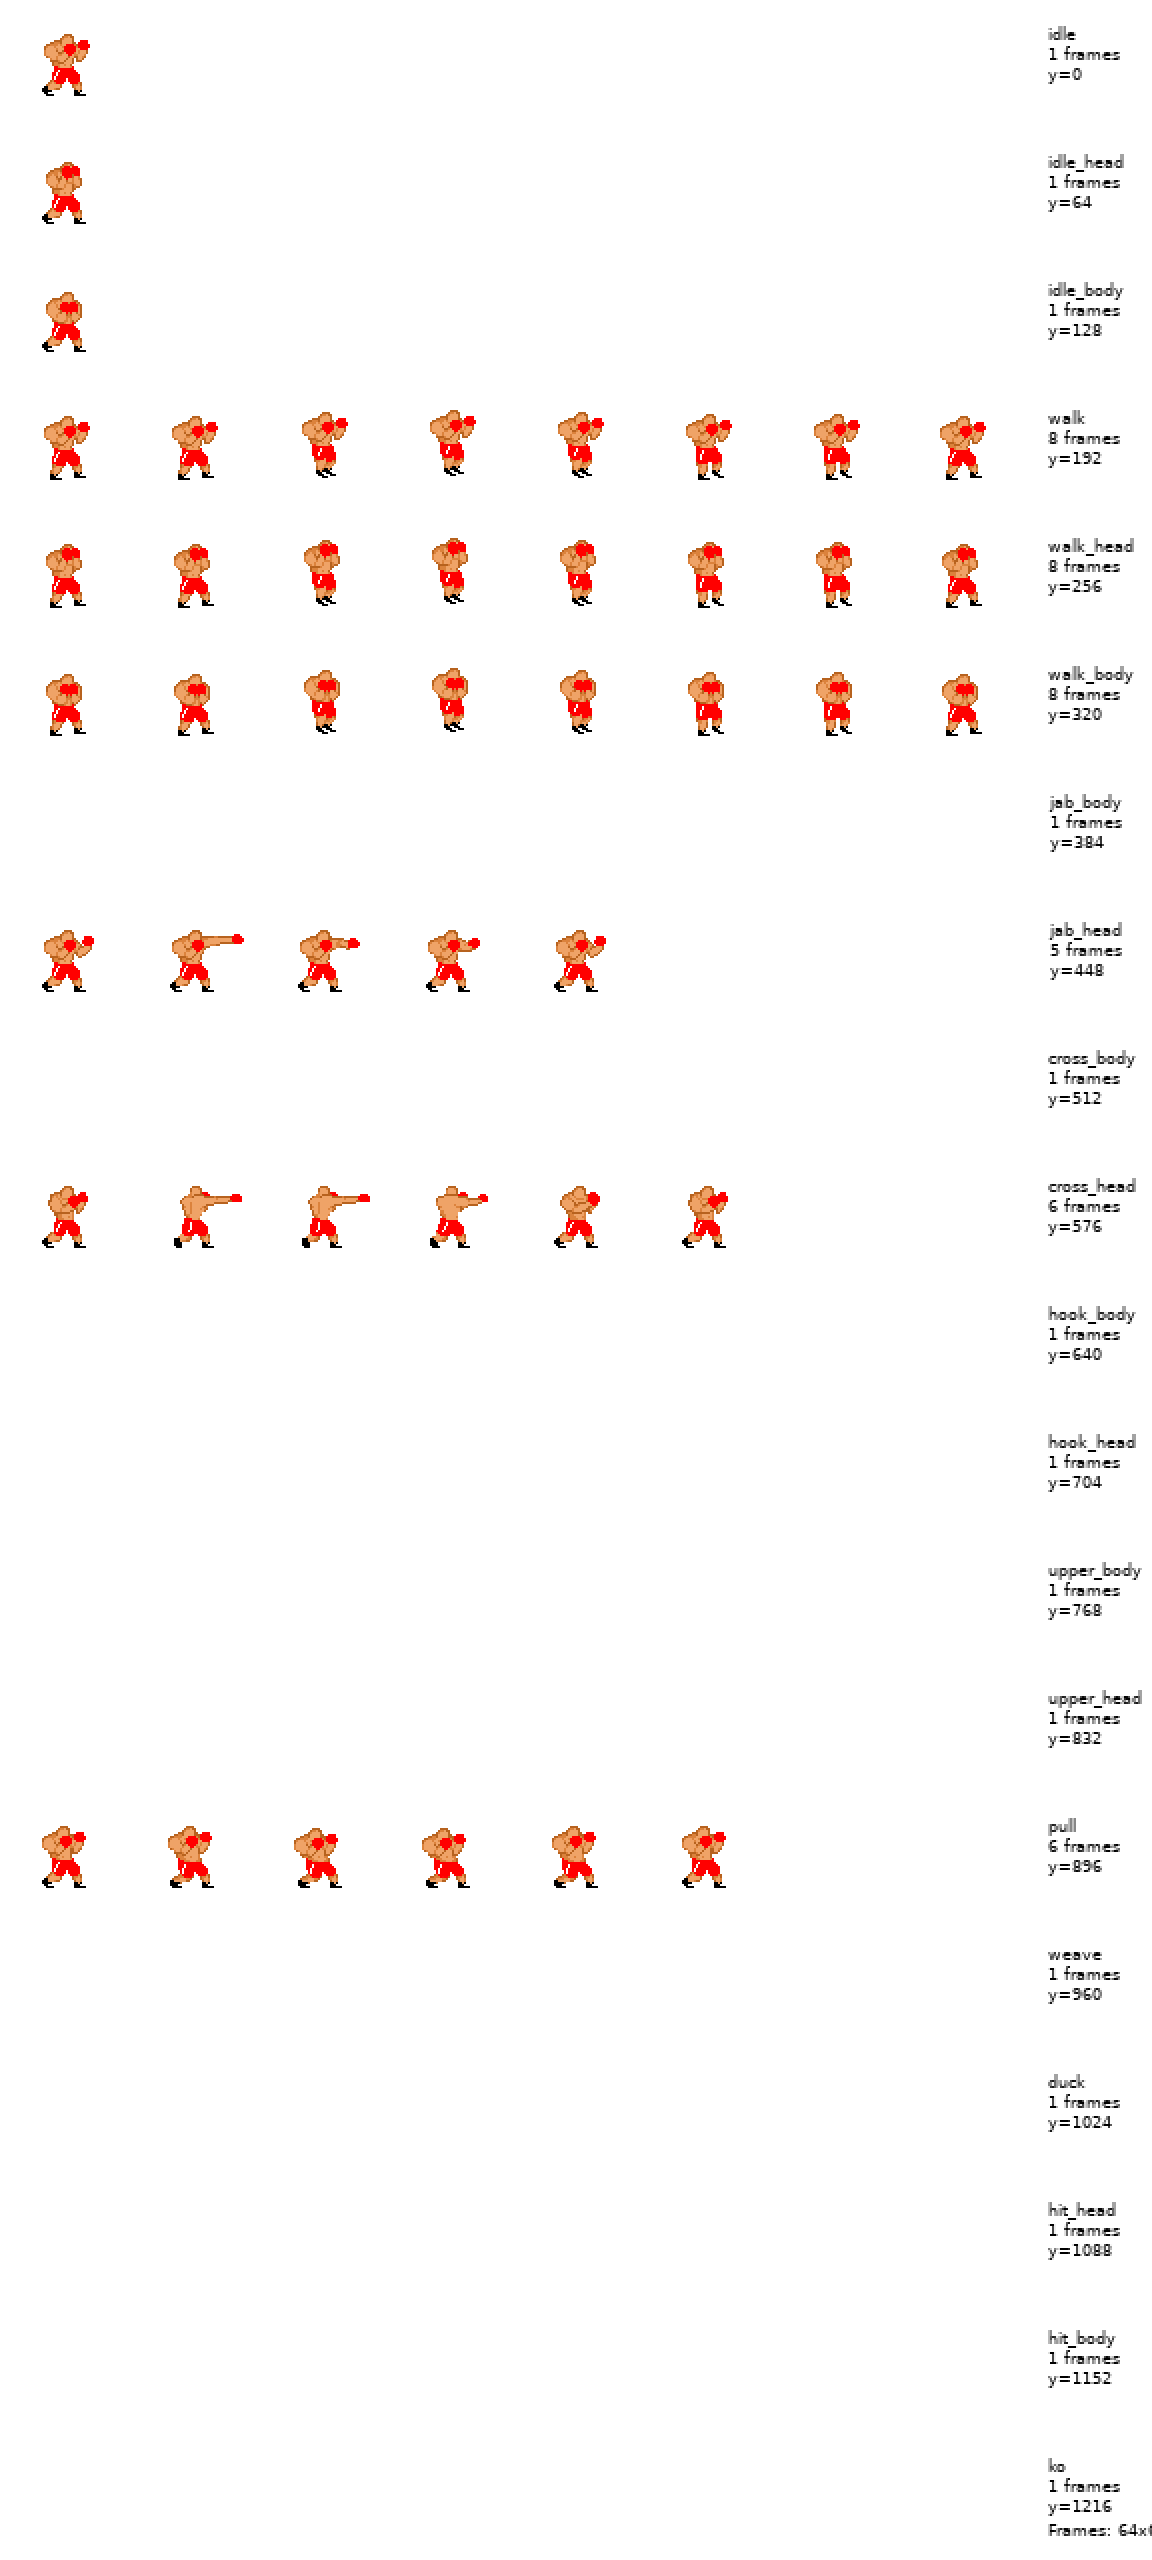 idle
1 frames
y=0
idle_head
1 frames
y=64
idle_body
1 frames
y=128
walk
8 frames
y=192
walk_head
8 frames
y=256
walk_body
8 frames
y=320
jab_body
1 frames
y=384
jab_head
5 frames
y=448
cross_body
1 frames
y=512
cross_head
6 frames
y=576
hook_body
1 frames
y=640
hook_head
1 frames
y=704
upper_body
1 frames
y=768
upper_head
1 frames
y=832
pull
6 frames
y=896
weave
1 frames
y=960
duck
1 frames
y=1024
hit_head
1 frames
y=1088
hit_body
1 frames
y=1152
ko
1 frames
y=1216
Frames: